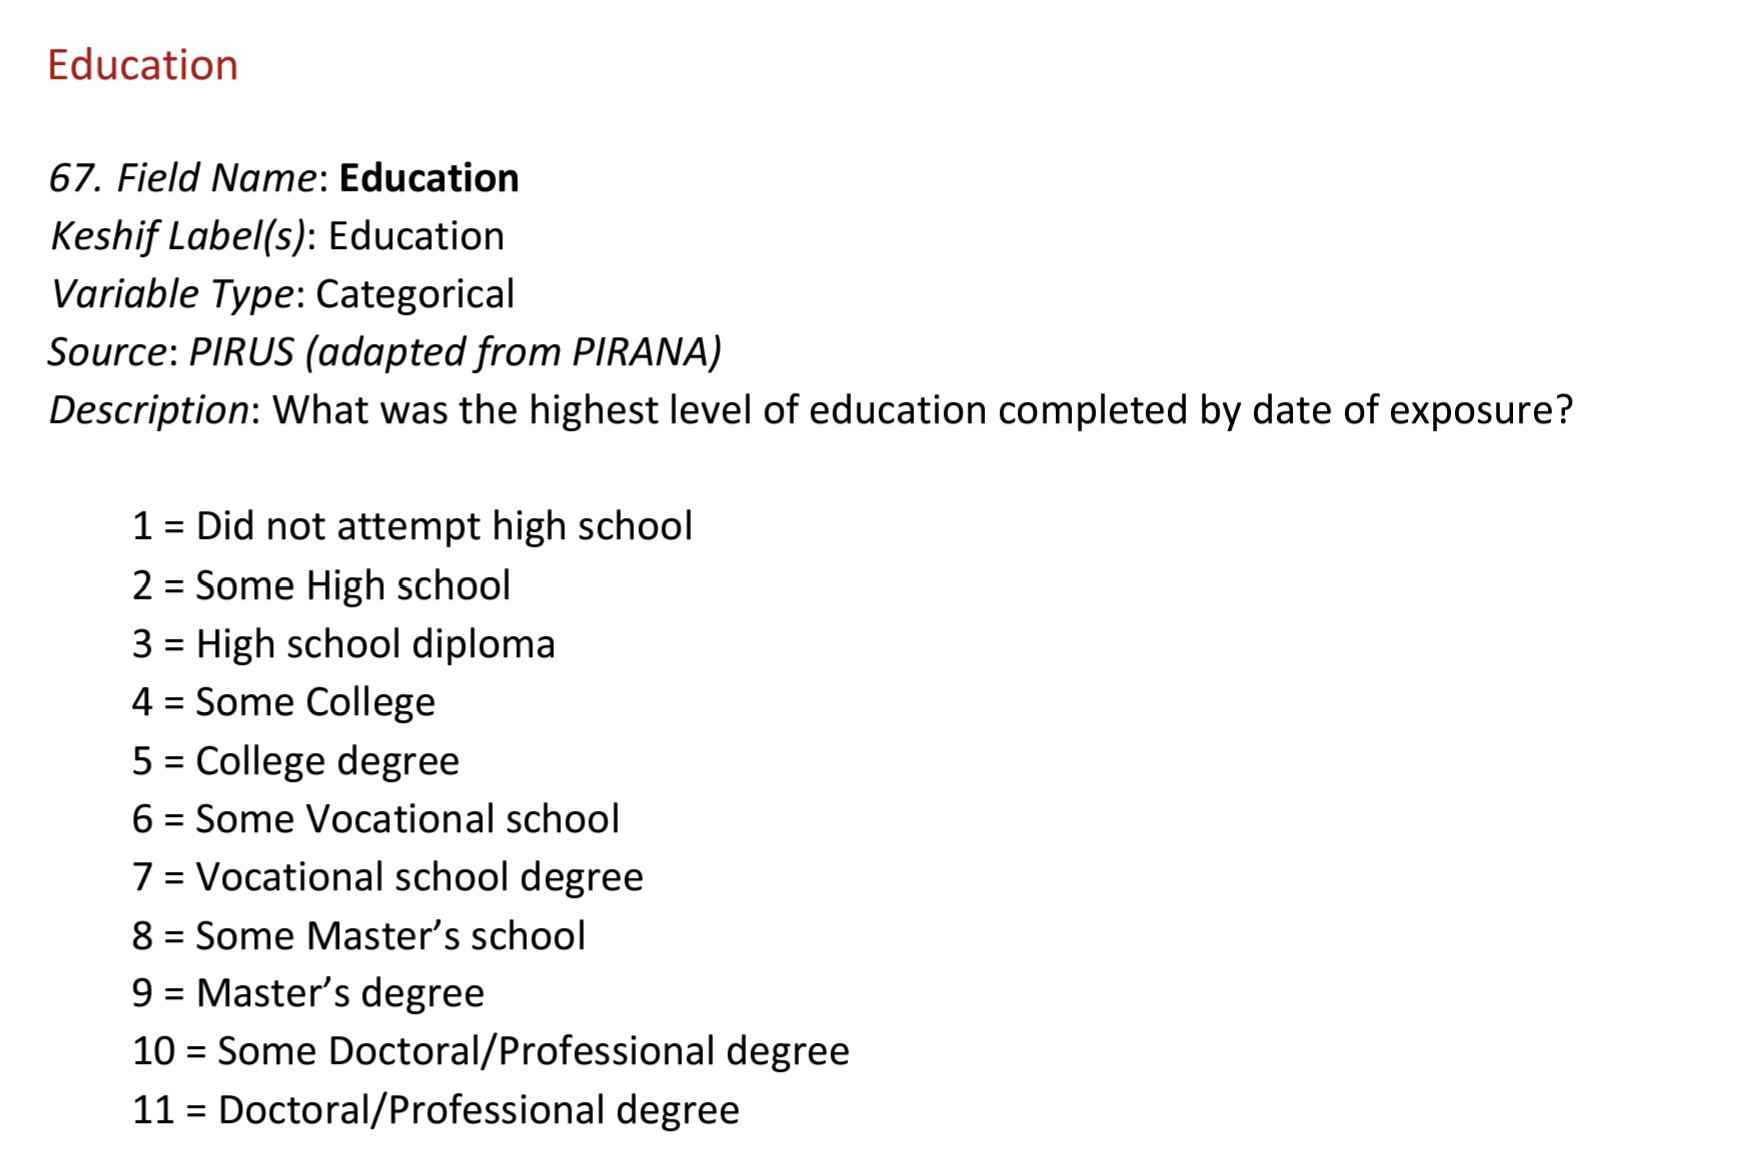 Education
67. Field Name: Education
Keshif Label(s): Education
Variable Type: Categorical
Source: PIRUS (adapted from PIRANA)
Description: What was the highest level of education completed by date of exposure?
1 = Did not attempt high school
2 = Some High school
3 = High school diploma
4 = Some College
5 = College degree
6 = Some Vocational school
7 = Vocational school degree
8 = Some Master’s school
9 = Master’s degree
10 = Some Doctoral/Professional degree
11 = Doctoral/Professional degree